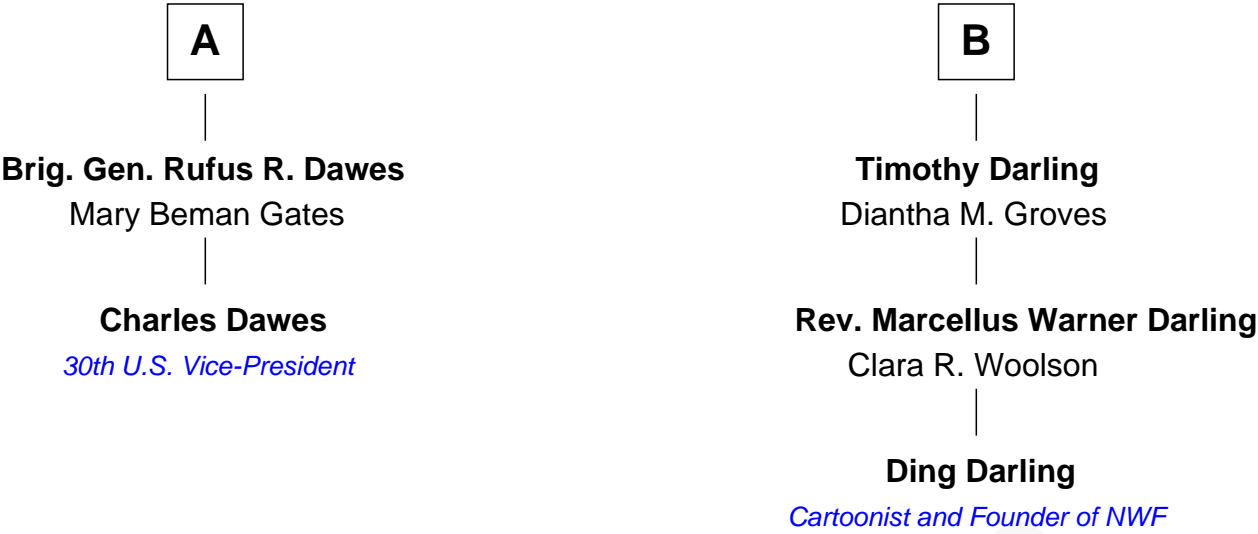 A
Brig. Gen. Rufus R. Dawes
Mary Beman Gates
Charles Dawes
30th U.S. Vice-President
B
Timothy Darling
Diantha M. Groves
Rev. Marcellus Warner Darling
Clara R. Woolson
Ding Darling
Cartoonist and Founder of NWF